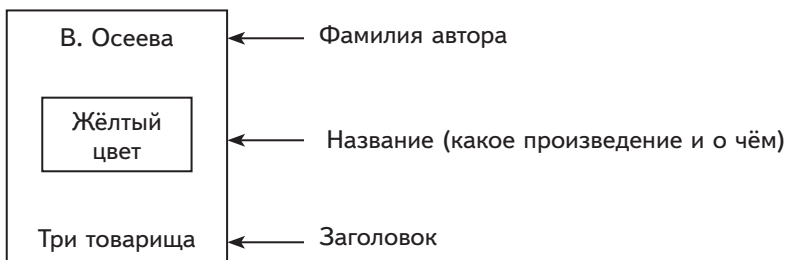 В. Осеева
Фамилия автора
Жёлтый
цвет
Название (какое произведение и о чём)
Три товарища
Заголовок